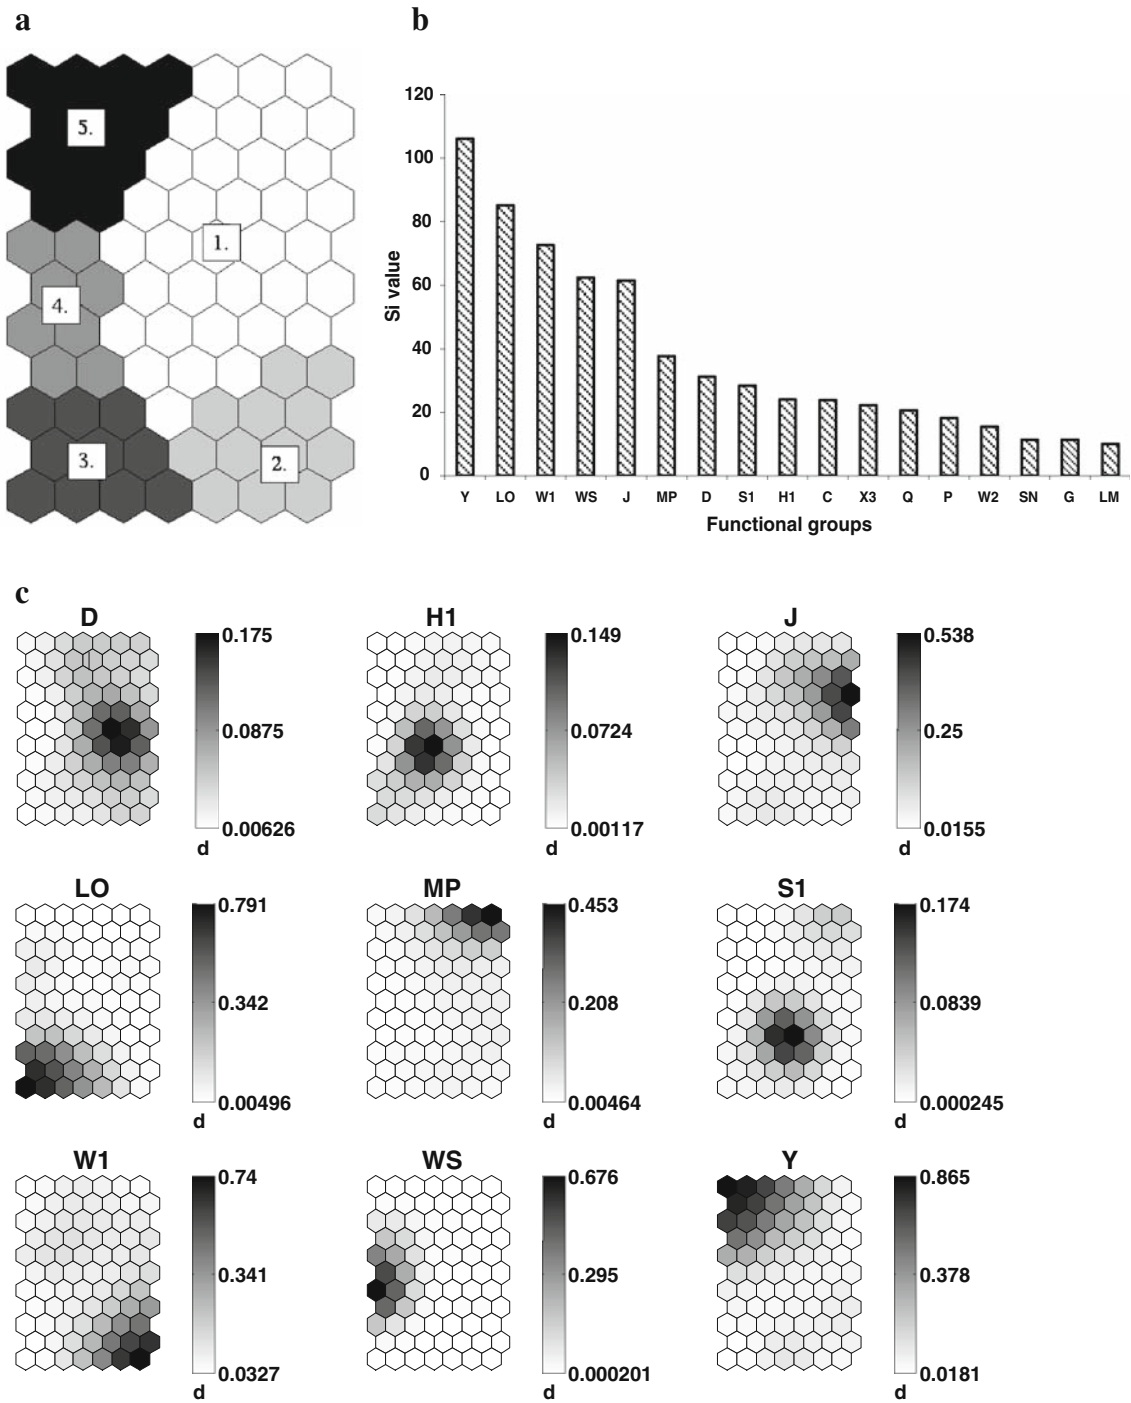 a
5.
1.
4.
3.
2.
b
120
100
80
60
40
20
0
Si value
Y LO W1 WS J MP D S1 H1 C X3 Q P W2 SN G LM
Functional groups
c
D
0.175
0.0875
0.00626
d
H1
0.149
0.0724
0.00117
d
J
0.538
0.25
0.0155
d
LO
0.791
0.342
0.00496
d
MP
0.453
0.208
0.00464
d
S1
0.174
0.0839
0.000245
d
W1
0.74
0.341
0.0327
d
WS
0.676
0.295
0.000201
d
Y
0.865
0.378
0.0181
d